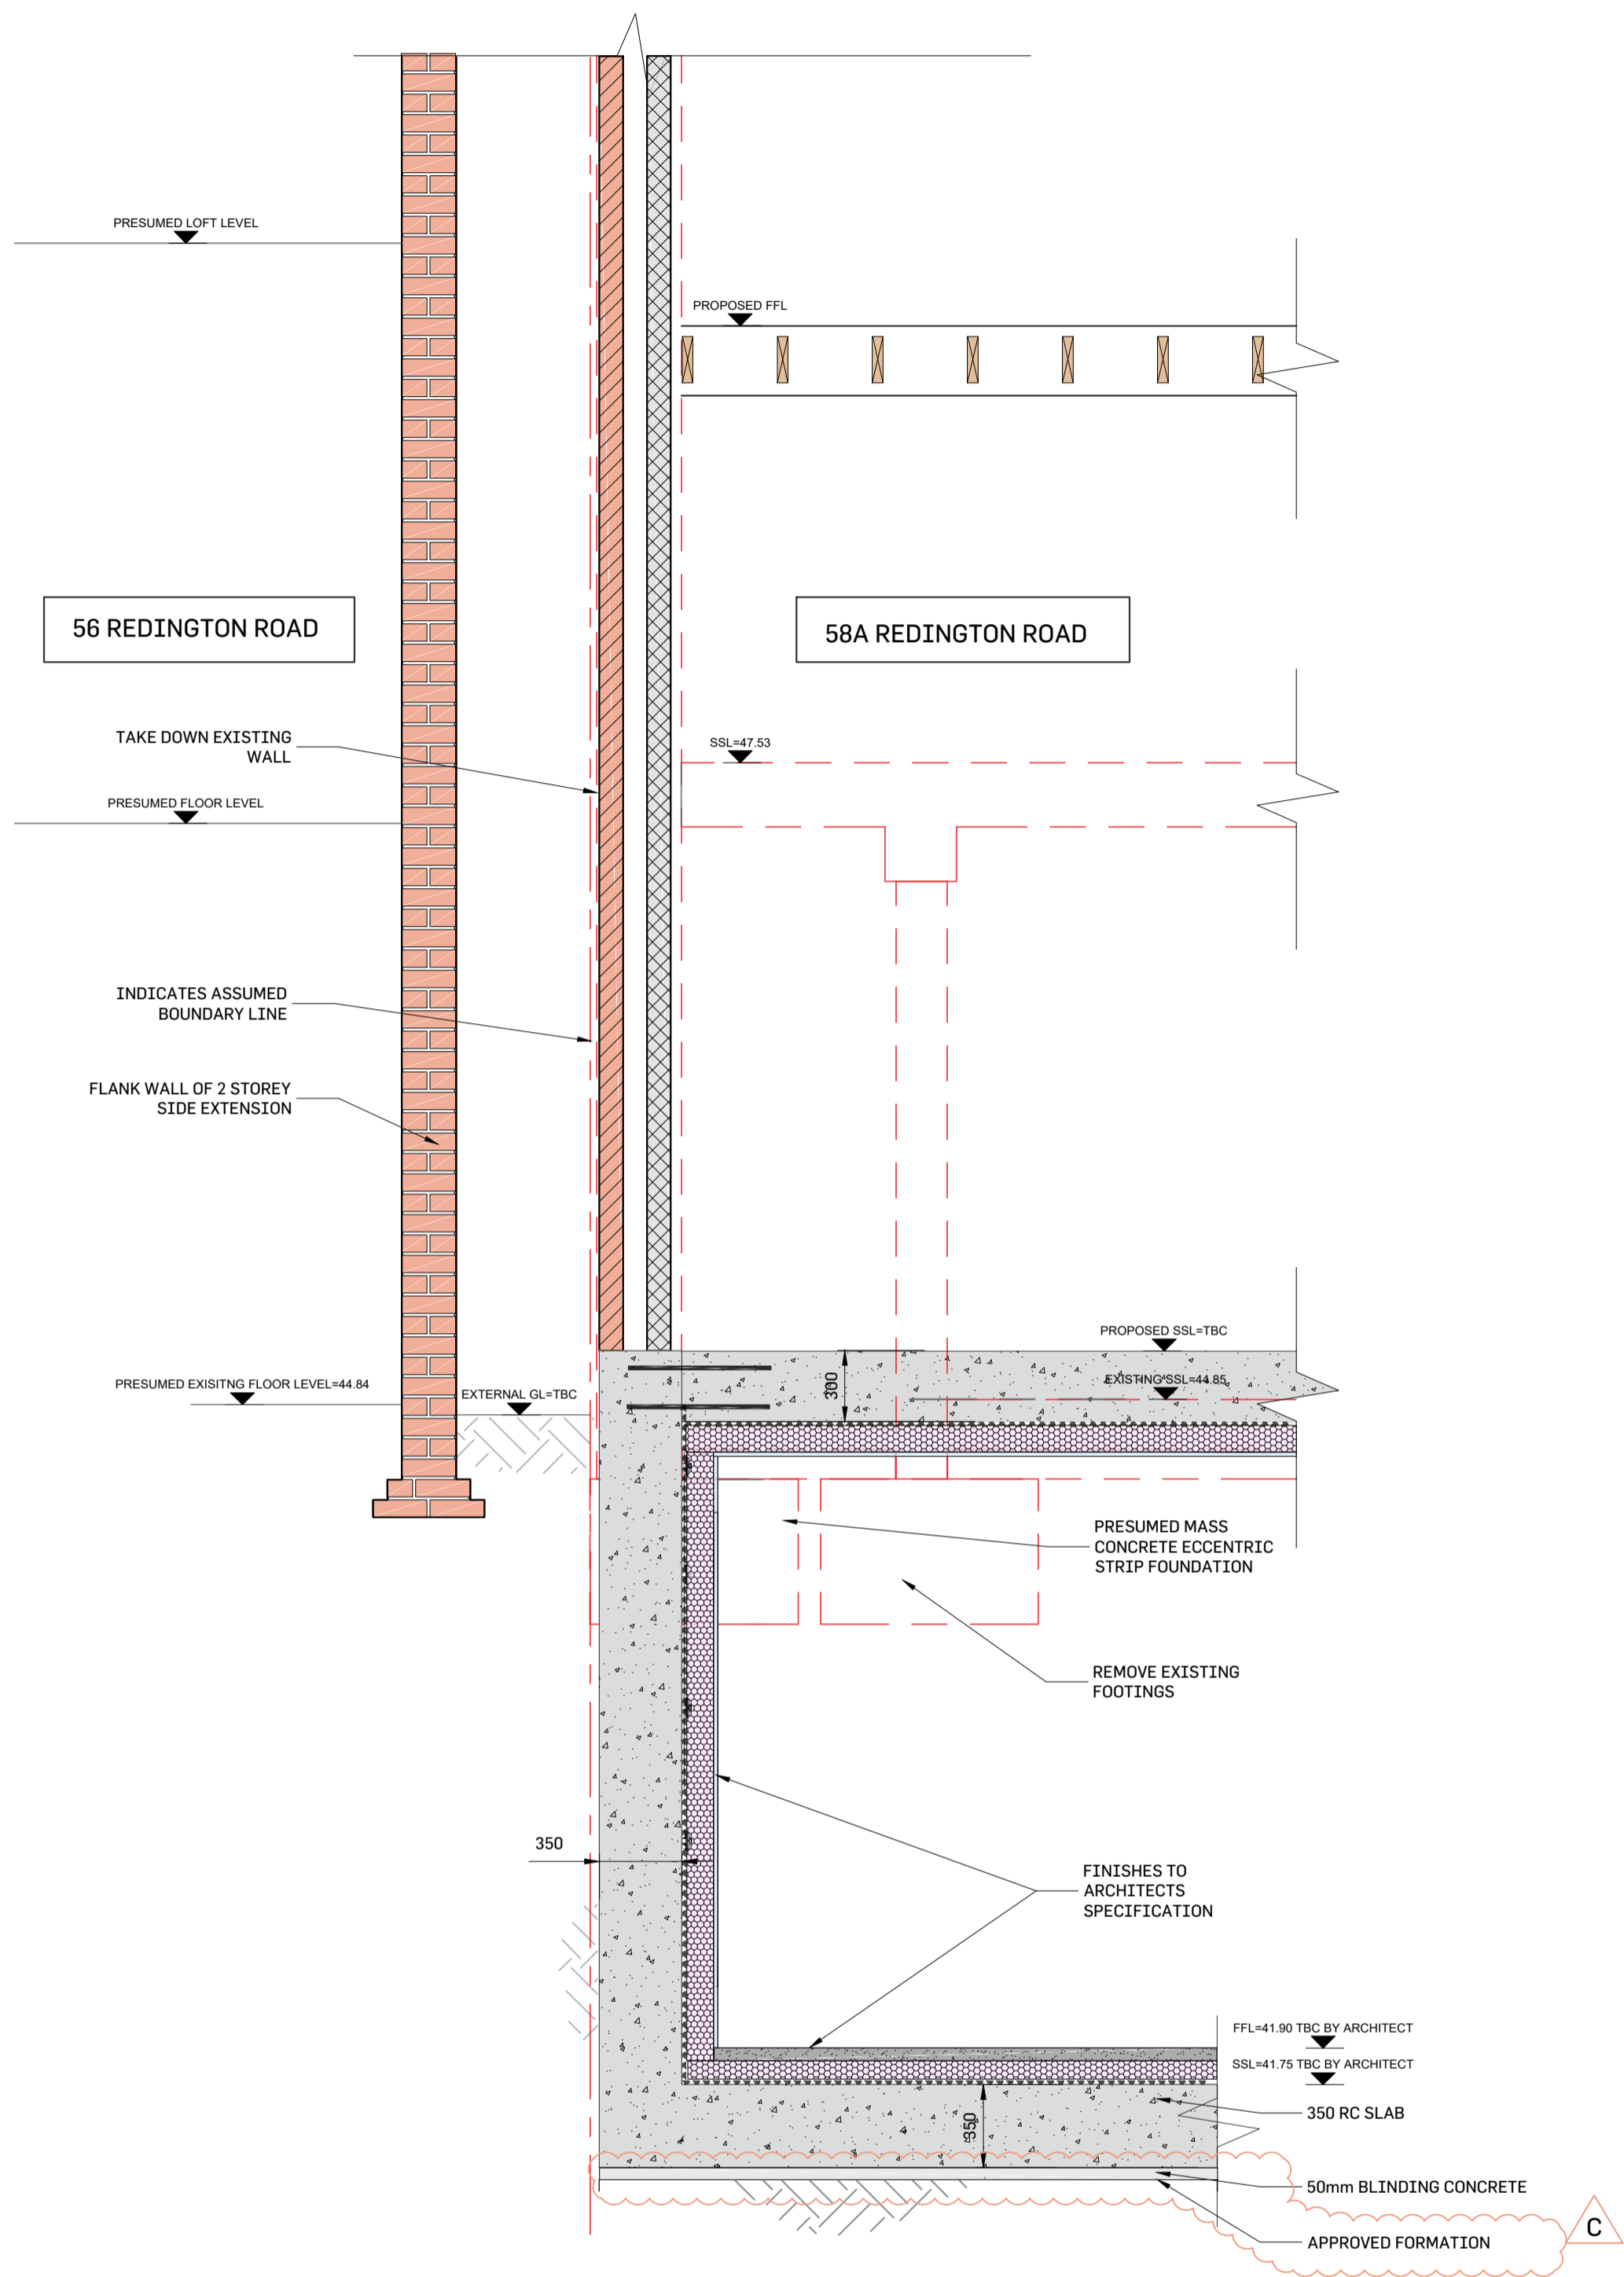 PRESUMED LOFT LEVEL
PROPOSED FFL
56 REDINGTON ROAD
58A REDINGTON ROAD
TAKE DOWN EXISTING
WALL
SSL=47.53
PRESUMED FLOOR LEVEL
INDICATES ASSUMED
BOUNDARY LINE
FLANK WALL OF 2 STOREY
SIDE EXTENSION
PROPOSED SSL=TBC
PRESUMED EXISITNG FLOOR LEVEL=44.84
EXTERNAL GL=TBC
300
EXISTING SSL=44.85
PRESUMED MASS
CONCRETE ECCENTRIC
STRIP FOUNDATION
REMOVE EXISTING
FOOTINGS
350
FINISHES TO
ARCHITECTS
SPECIFICATION
FFL=41.90 TBC BY ARCHITECT
SSL=41.75 TBC BY ARCHITECT
350
350 RC SLAB
50mm BLINDING CONCRETE
C
APPROVED FORMATION